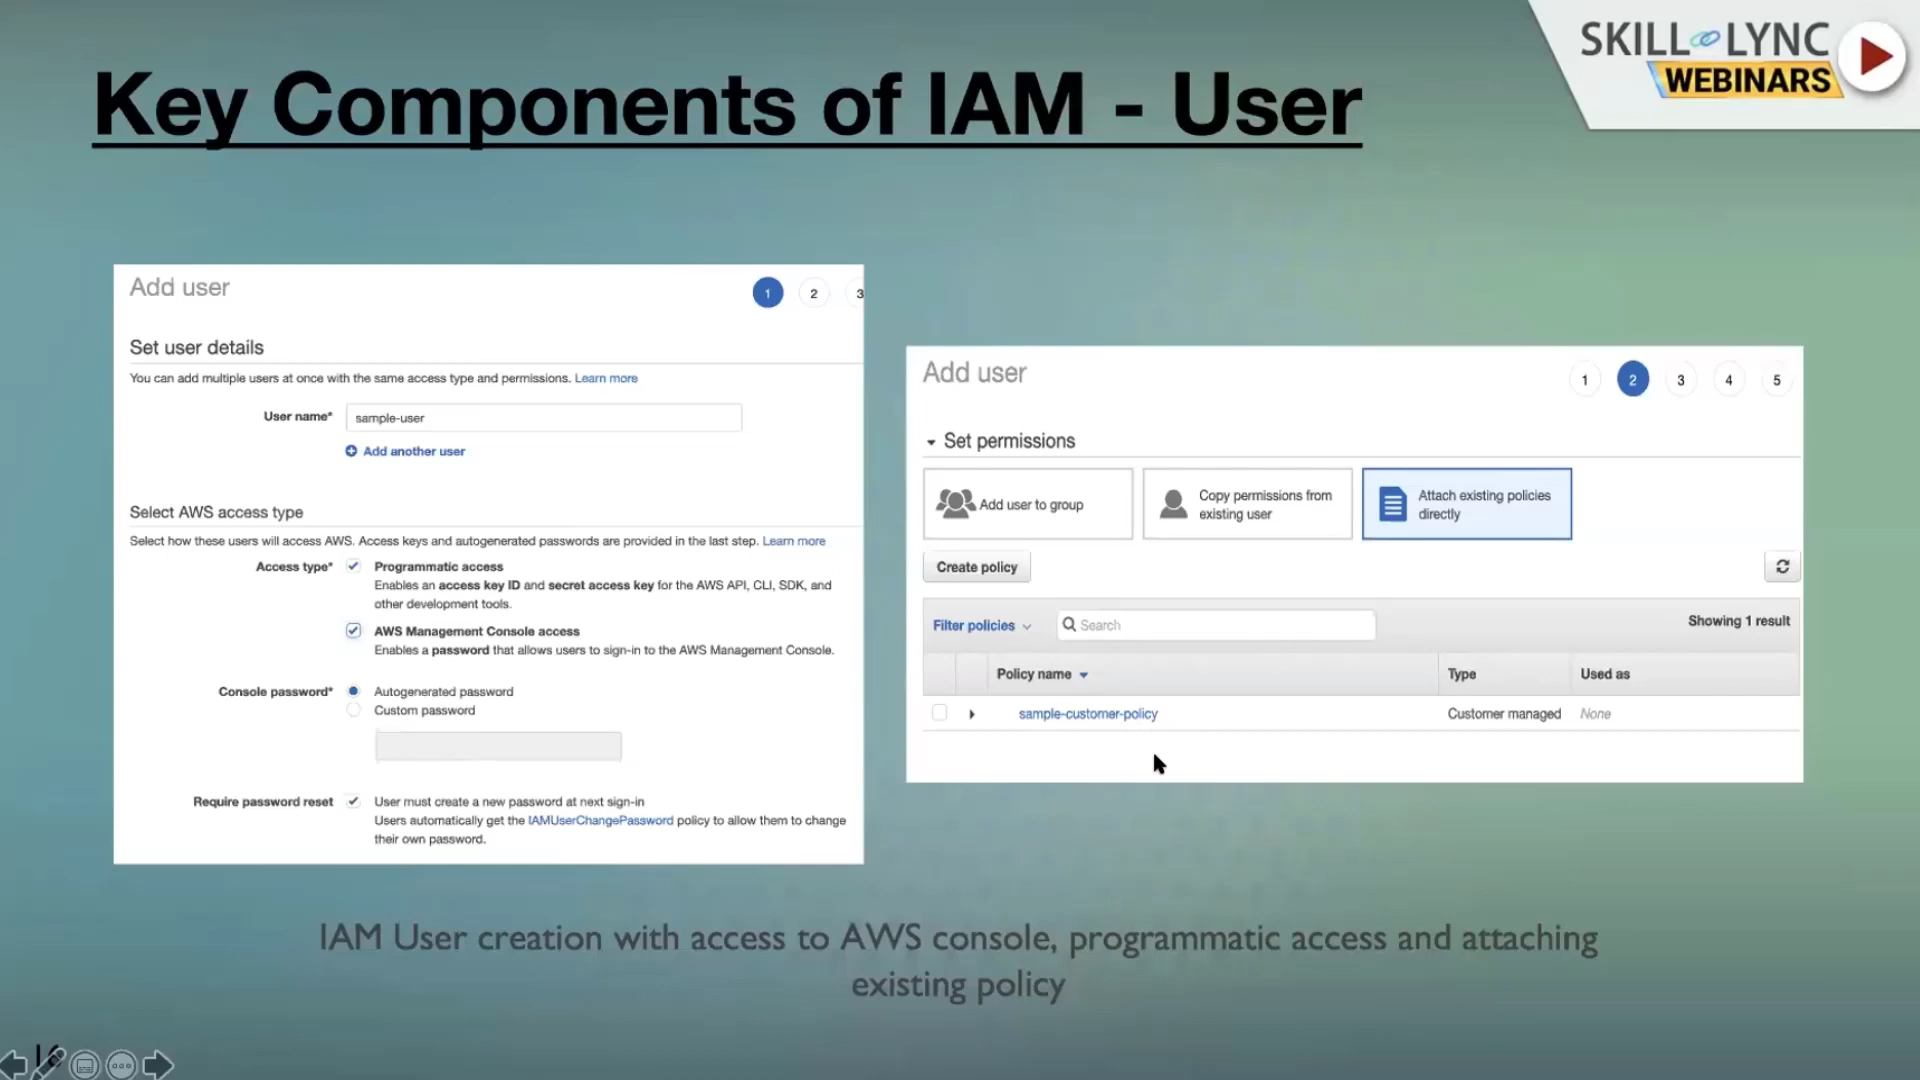 SKILL LYNC
WEBINARS
Key Components of IAM - User
Add user
1 2 3
Set user details
You can add multiple users at once with the same access type and permissions. Learn more
User name* sample-user
Add another user
Select AWS access type
Select how these users will access AWS. Access keys and autogenerated passwords are provided in the last step. Learn more
Access type* Programmatic access
Enables an access key ID and secret access key for the AWS API, CLI, SDK, and
other development tools.
AWS Management Console access
Enables a password that allows users to sign-in to the AWS Management Console.
Console password* Autogenerated password
Custom password
Require password reset User must create a new password at next sign-in
Users automatically get the IAMUserChangePassword policy to allow them to change
their own password.
Add user
1 2 3 4 5
Set permissions
Add user to group
Copy permissions from
existing user
Attach existing policies
directly
Create policy
Filter policies Search Showing 1 result
Policy name Type Used as
sample-customer-policy Customer managed None
IAM User creation with access to AWS console, programmatic access and attaching
existing policy